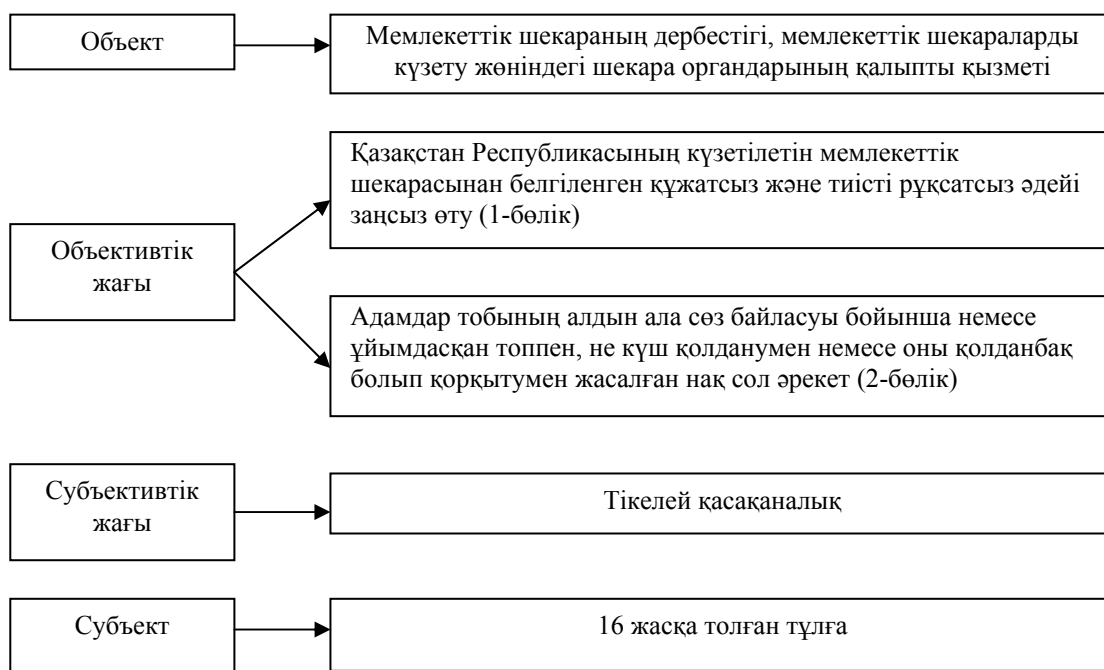 Объект
Мемлекеттік шекараның дербестігі, мемлекеттік шекараларды
күзету жөніндегі шекара органдарының қалыпты қызметі
Объективтік
жағы
Қазақстан Республикасының күзетілетін мемлекеттік
шекарасынан белгіленген құжатсыз және тиісті рұқсатсыз әдейі
заңсыз өту (1-бөлік)
Адамдар тобының алдын ала сөз байласуы бойынша немесе
ұйымдасқан топпен, не күш қолданумен немесе оны қолданбақ
болып қорқытумен жасалған нақ сол әрекет (2-бөлік)
Субъективтік
жағы
Тікелей қасақаналық
Субъект
16 жасқа толған тұлға